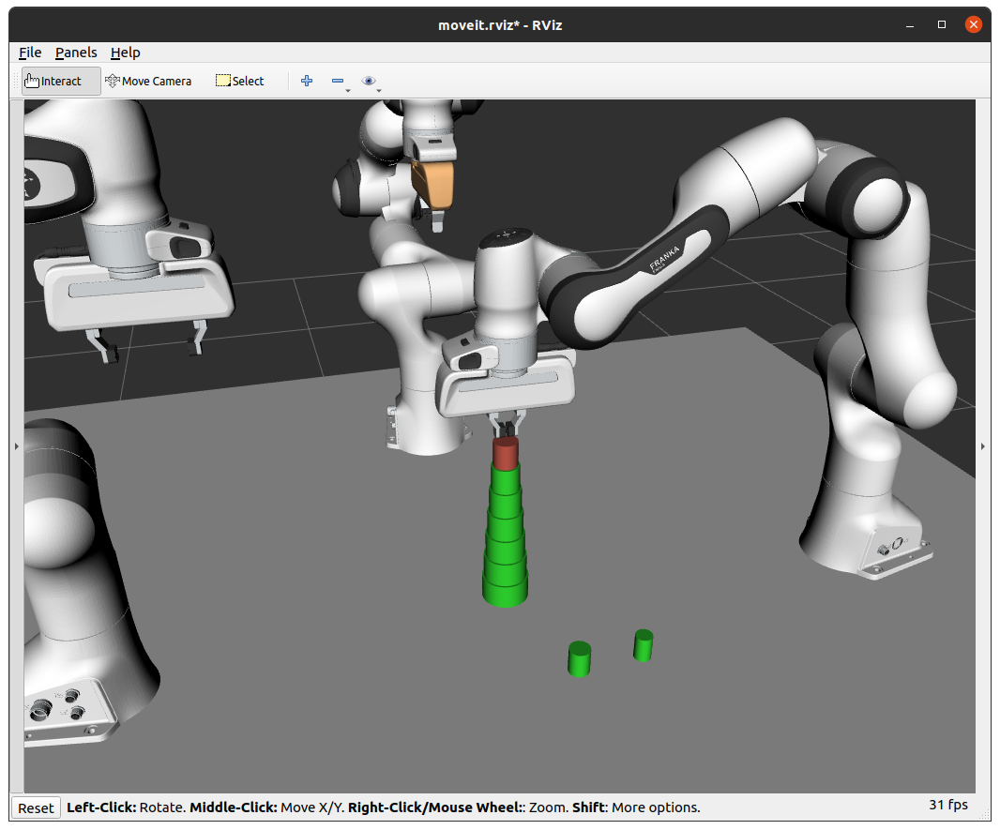 moveit.rviz* - RViz
File Panels Help
Interact Move Camera Select
FRANKA
Reset Left-Click: Rotate. Middle-Click: Move X/Y. Right-Click/Mouse Wheel:: Zoom. Shift: More options. 31 fps